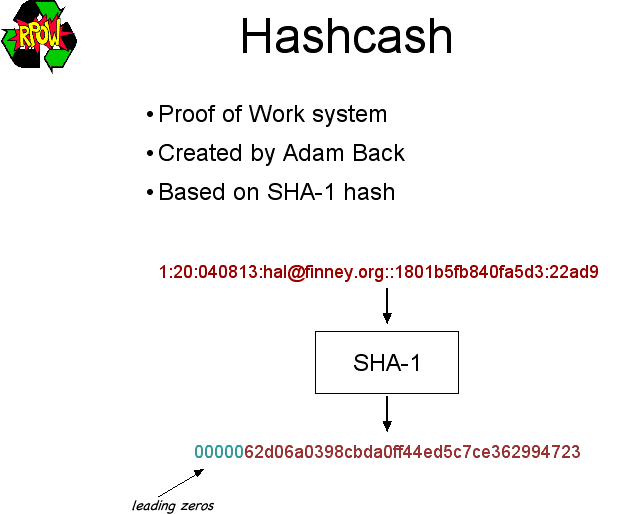 RPOW
Hashcash
• Proof of Work system
• Created by Adam Back
• Based on SHA-1 hash
1:20:040813:hal@finney.org::1801b5fb840fa5d3:22ad9
SHA-1
0000062d06a0398cbda0ff44ed5c7ce362994723
leading zeros